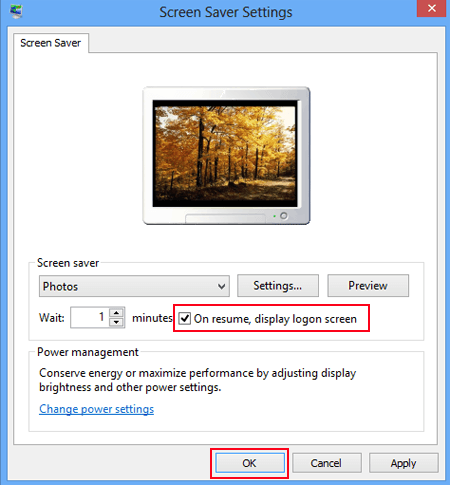 Screen Saver Settings
Screen Saver
Screen saver
Photos
Settings...
Preview
Wait: 1 minutes
On resume, display logon screen
Power management
Conserve energy or maximize performance by adjusting display
brightness and other power settings.
Change power settings
OK
Cancel
Apply